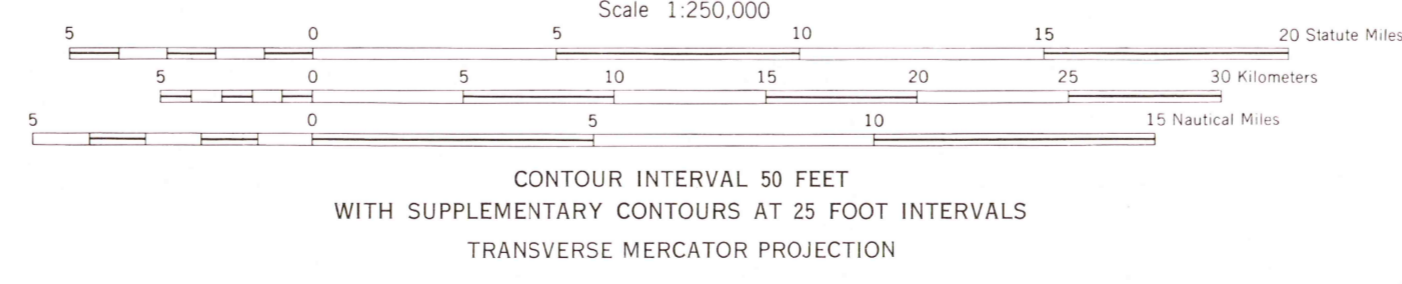 Scale 1:250,000
5 0 5 10 15 20 Statute Miles
5 0 5 10 15 20 25 30 Kilometers
5 0 5 10 15 Nautical Miles
CONTOUR INTERVAL 50 FEET
WITH SUPPLEMENTARY CONTOURS AT 25 FOOT INTERVALS
TRANSVERSE MERCATOR PROJECTION